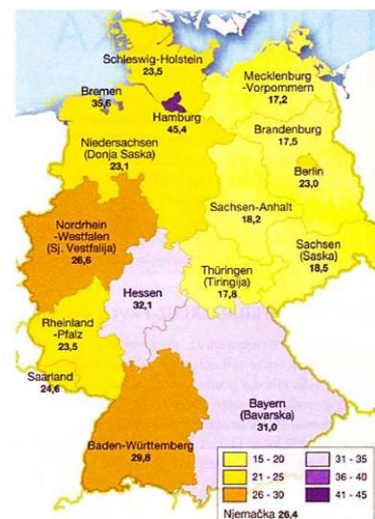 Schleswig-Holstein
23,5
Mecklenburg
-Vorpommern
17,2
Bremen
35,6
Hamburg
45,4
Brandenburg
17,5
Niedersachsen
(Donja Saska)
23,1
Berlin
23,0
Sachsen-Anhalt
18,2
Nordrhein
-Westfalen
(Sj. Vestfalija)
26,6
Sachsen
(Saska)
18,5
Thüringen
(Tiringija)
17,8
Hessen
32,1
Rheinland
-Pfalz
23,5
Saarland
24,6
Bayern
(Bavarska)
31,0
Baden-Württemberg
29,8
15 - 20
21 - 25
26 - 30
31 - 35
36 - 40
41 - 45
Njemačka 26,4